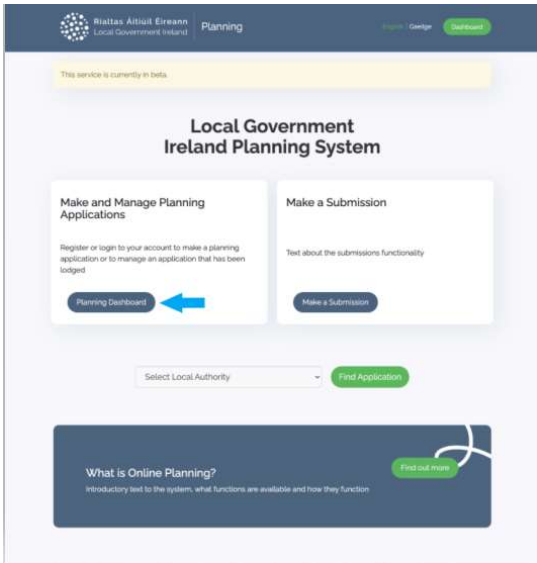 Rialtas Áitiúil Éireann
Local Government Ireland
Planning
English / Gaeilge
Dashboard
This service is currently in beta.
Local Government
Ireland Planning System
Make and Manage Planning
Applications
Register or login to your account to make a planning
application or to manage an application that has been
lodged
Planning Dashboard
Make a Submission
Text about the submissions functionality
Make a Submission
Select Local Authority
Find Application
What is Online Planning?
Introductory text to the system, what functions are available and how they function
Find out more